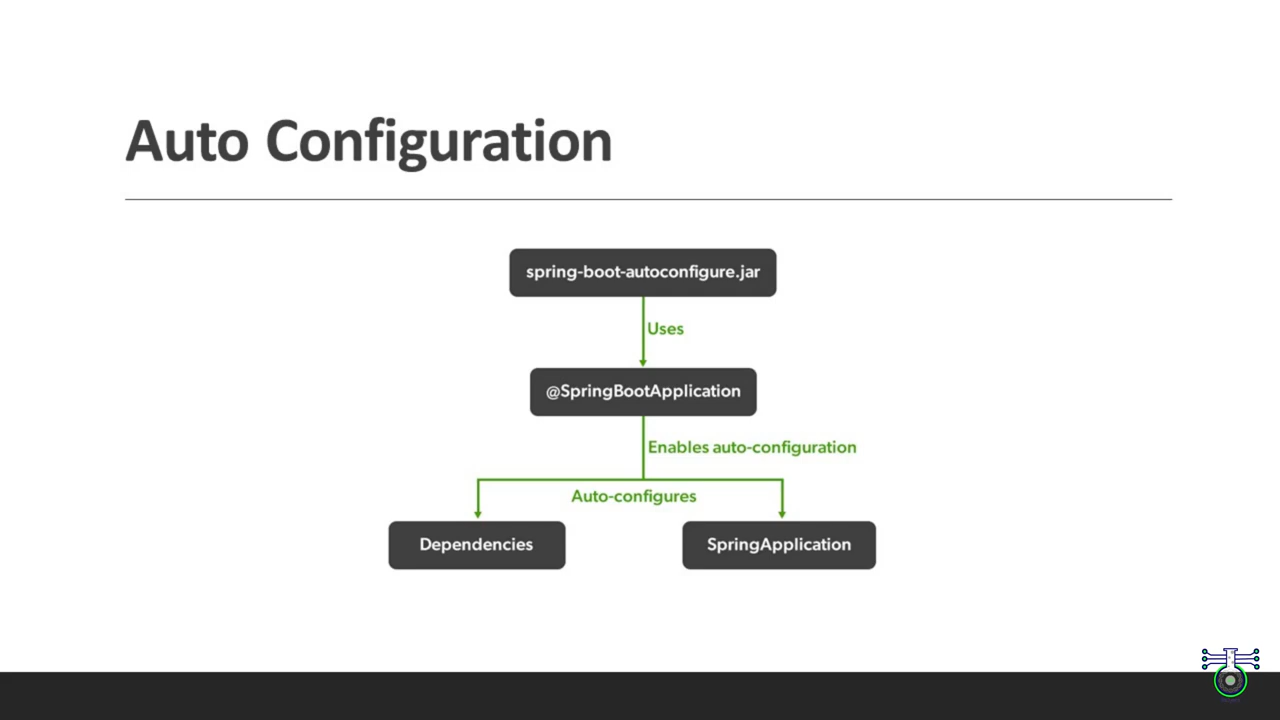 Auto Configuration
spring-boot-autoconfigure.jar
Uses
@SpringBootApplication
Enables auto-configuration
Auto-configures
Dependencies
SpringApplication